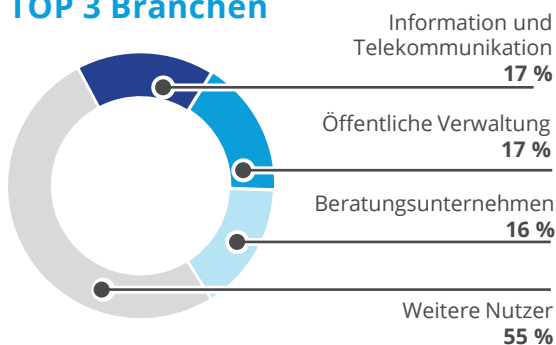 TOP 3 Branchen
Information und
Telekommunikation
17 %
Öffentliche Verwaltung
17 %
Beratungsunternehmen
16 %
Weitere Nutzer
55 %